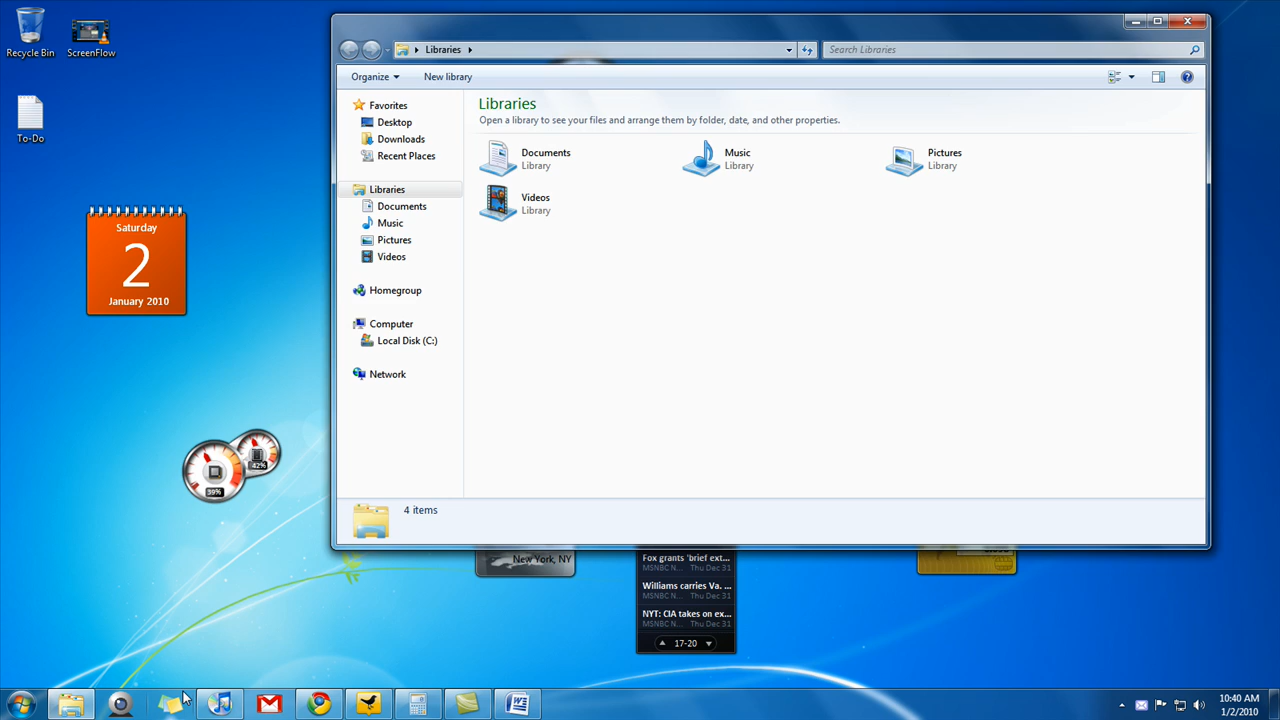 Recycle Bin
ScreenFlow
To-Do
Saturday
2
January 2010
39%
42%
Libraries
Search Libraries
Organize
New library
Favorites
Desktop
Downloads
Recent Places
Libraries
Documents
Music
Pictures
Videos
Homegroup
Computer
Local Disk (C:)
Network
Libraries
Open a library to see your files and arrange them by folder, date, and other properties.
Documents
Library
Music
Library
Pictures
Library
Videos
Library
4 items
New York, NY
Fox grants 'brief ext...
MSNBC N... Thu Dec 31
Williams carries Va. ...
MSNBC N... Thu Dec 31
NYT: CIA takes on ex...
MSNBC N... Thu Dec 31
17-20
10:40 AM
1/2/2010